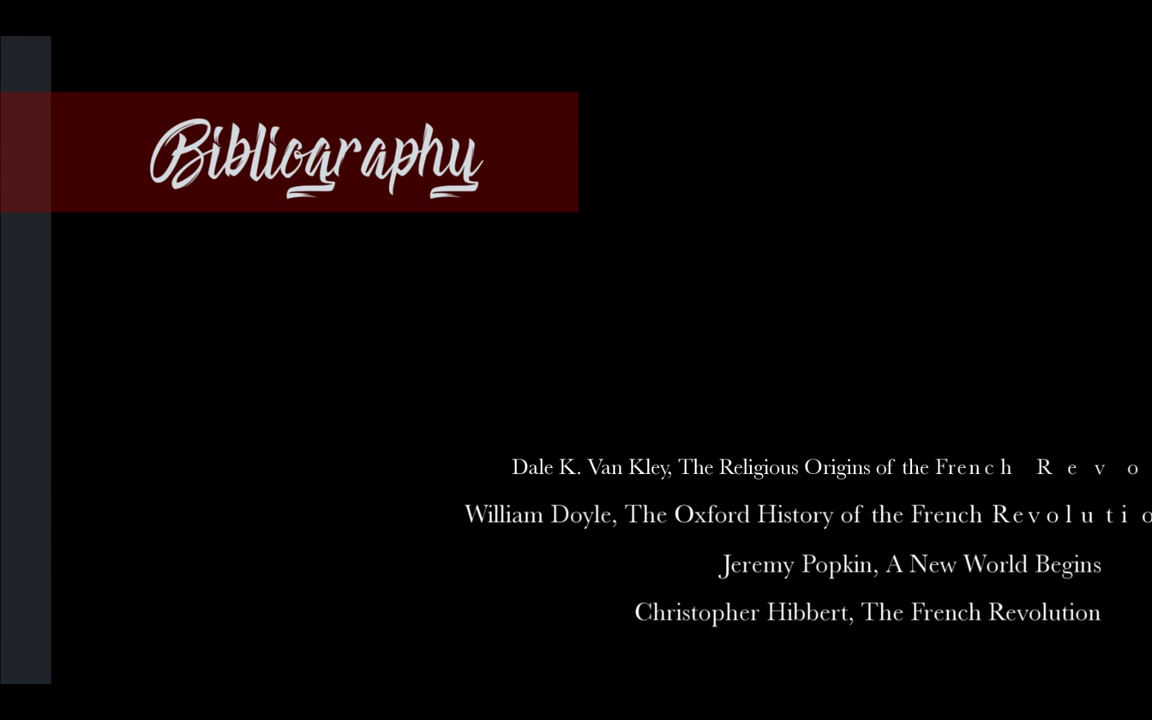 Bibliography
Dale K. Van Kley, The Religious Origins of the French Revo
William Doyle, The Oxford History of the French Revolutio
Jeremy Popkin, A New World Begins
Christopher Hibbert, The French Revolution